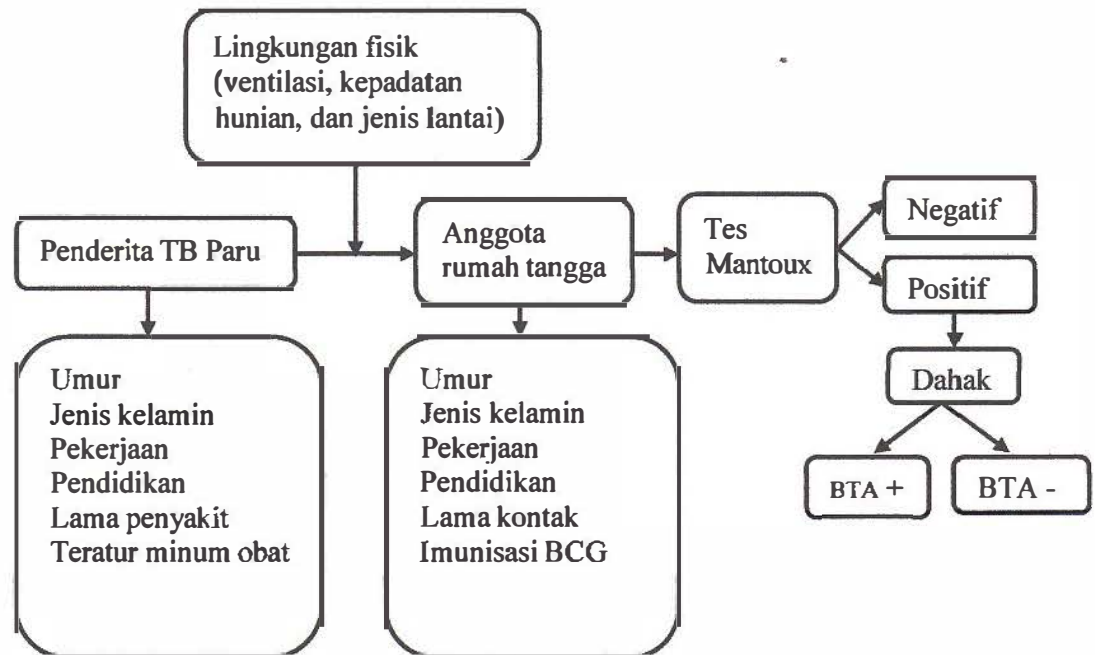 Lingkungan fisik
(ventilasi, kepadatan
hunian, dan jenis lantai)
Penderita TB Paru
Anggota
rumah tangga
Tes
Mantoux
Negatif
Positif
Dahak
BTA +
BTA -
Umur
Jenis kelamin
Pekerjaan
Pendidikan
Lama penyakit
Teratur minum obat
Umur
Jenis kelamin
Pekerjaan
Pendidikan
Lama kontak
Imunisasi BCG